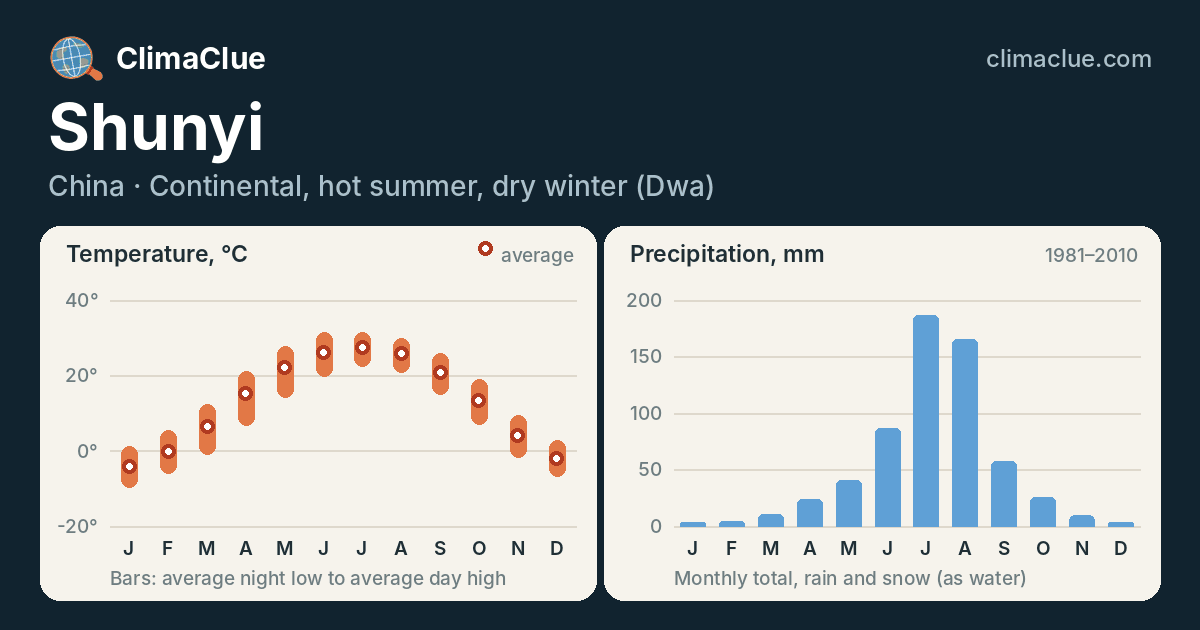 ClimaClue
climaclue.com
Shunyi
China · Continental, hot summer, dry winter (Dwa)
Temperature, °C
average
40°
20°
0°
-20°
J F M A M J J A S O N D
Bars: average night low to average day high
Precipitation, mm
1981–2010
200
150
100
50
0
J F M A M J J A S O N D
Monthly total, rain and snow (as water)